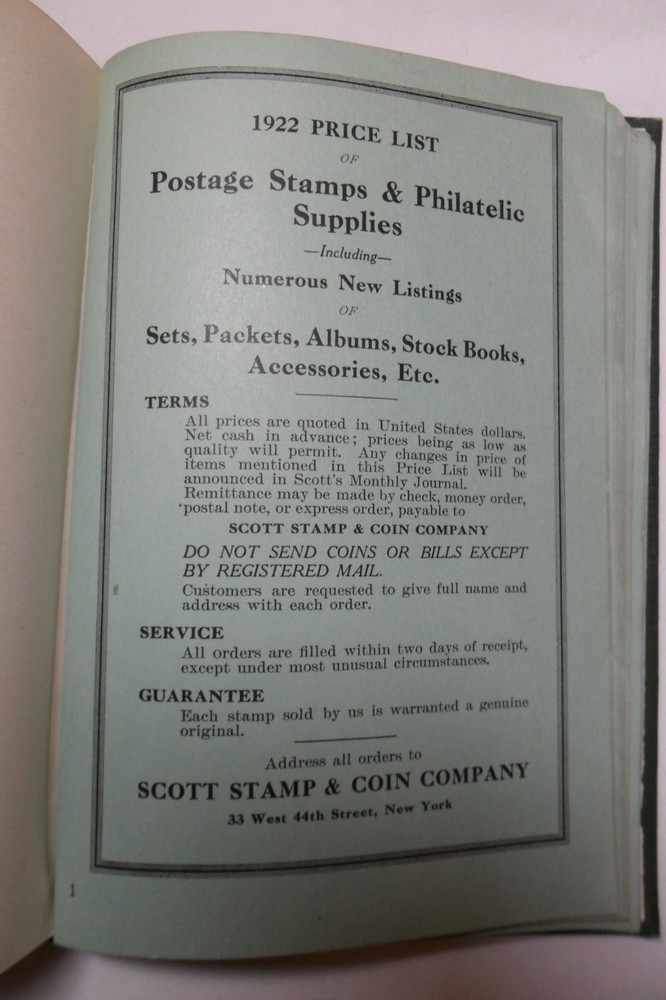 1922 PRICE LIST
OF
Postage Stamps & Philatelic
Supplies
—Including—
Numerous New Listings
OF
Sets, Packets, Albums, Stock Books,
Accessories, Etc.
TERMS
All prices are quoted in United States dollars.
Net cash in advance; prices being as low as
quality will permit. Any changes in price of
items mentioned in this Price List will be
announced in Scott's Monthly Journal.
Remittance may be made by check, money order,
postal note, or express order, payable to
SCOTT STAMP & COIN COMPANY
DO NOT SEND COINS OR BILLS EXCEPT
BY REGISTERED MAIL.
Customers are requested to give full name and
address with each order.
SERVICE
All orders are filled within two days of receipt,
except under most unusual circumstances.
GUARANTEE
Each stamp sold by us is warranted a genuine
original.
Address all orders to
SCOTT STAMP & COIN COMPANY
33 West 44th Street, New York
1